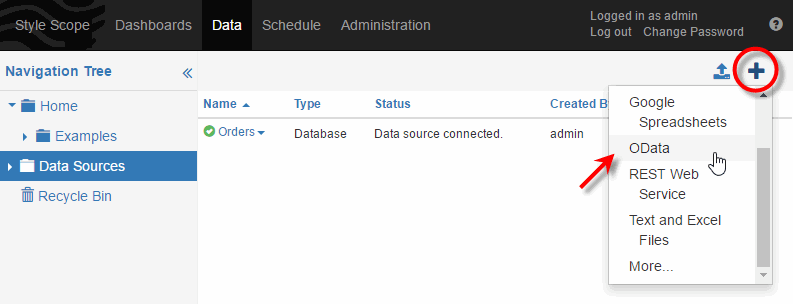 Style Scope Dashboards Data Schedule Administration
Logged in as admin
Log out Change Password
?
Navigation Tree «
Home
Examples
Data Sources
Recycle Bin
Name Type Status Created B
Orders Database Data source connected. admin
Google
Spreadsheets
OData
REST Web
Service
Text and Excel
Files
More...